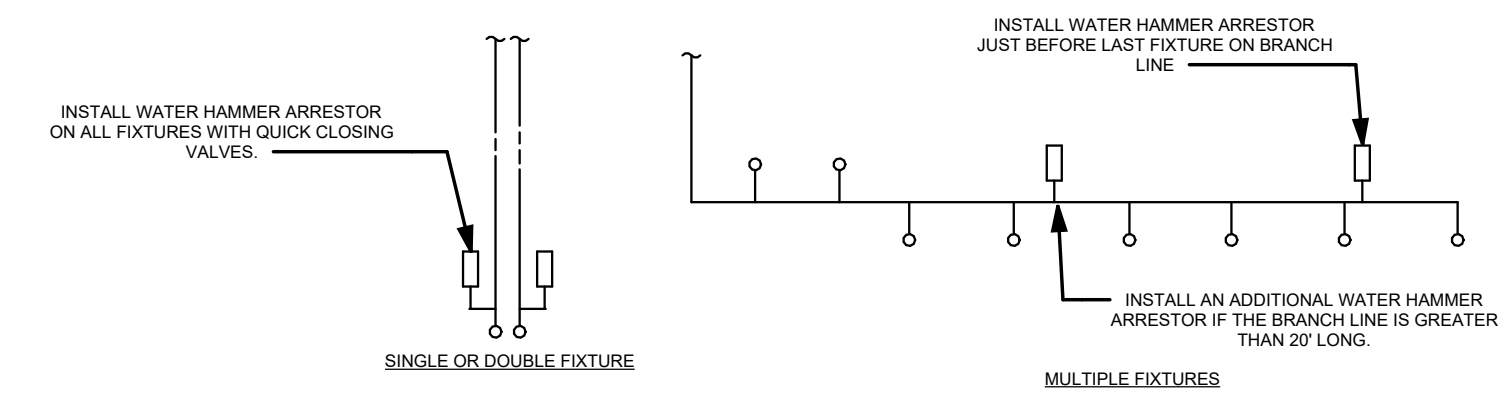 INSTALL WATER HAMMER ARRESTOR
ON ALL FIXTURES WITH QUICK CLOSING
VALVES.
SINGLE OR DOUBLE FIXTURE
INSTALL WATER HAMMER ARRESTOR
JUST BEFORE LAST FIXTURE ON BRANCH
LINE
INSTALL AN ADDITIONAL WATER HAMMER
ARRESTOR IF THE BRANCH LINE IS GREATER
THAN 20' LONG.
MULTIPLE FIXTURES